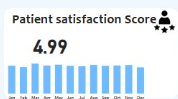 Patient satisfaction Score
4.99
Jan Feb Mar Apr May Jun Jul Aug Sep Oct Nov Dec